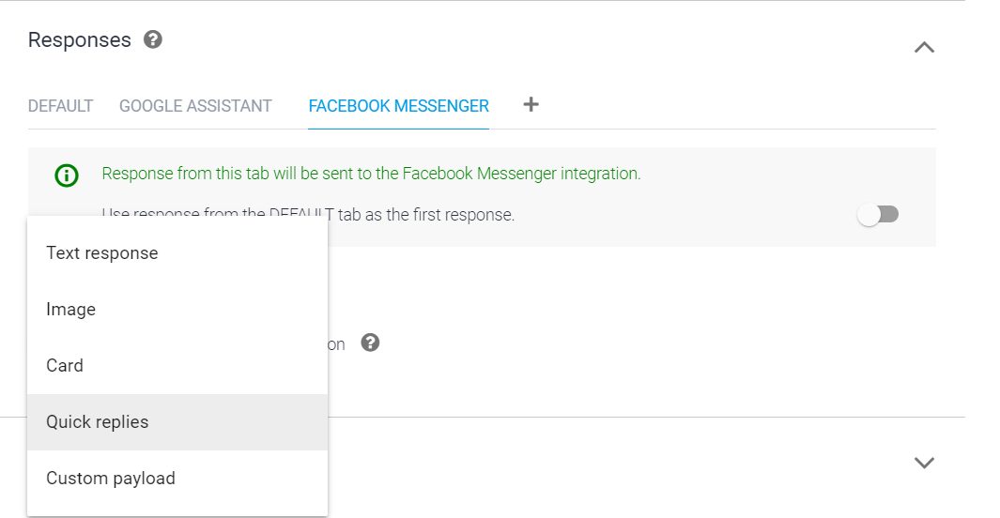 Responses
DEFAULT GOOGLE ASSISTANT FACEBOOK MESSENGER
Response from this tab will be sent to the Facebook Messenger integration.
Use response from the DEFAULT tab as the first response.
Text response
Image
on
Card
Quick replies
Custom payload